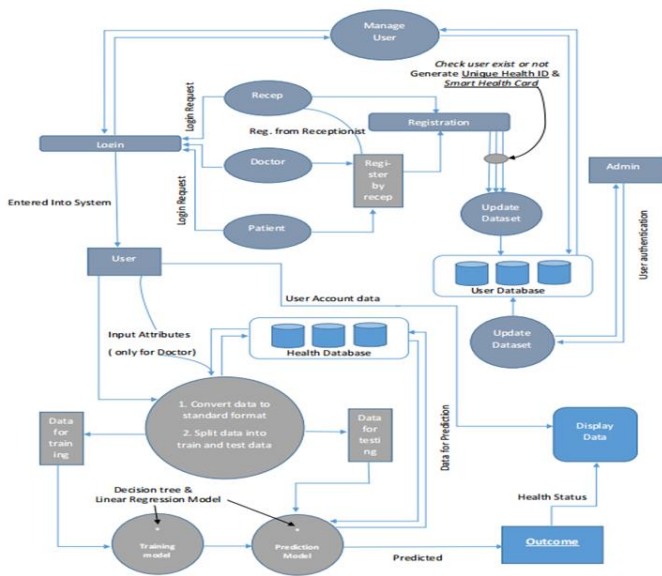 Manage
User
Check user exist or not
Generate Unique Health ID &
Smart Health Card
Recep
Login Request
Reg. from Receptionist
Registration
Login
Doctor
Regi-
ster
by
recep
Admin
Login Request
Entered Into System
Update
Dataset
Patient
User authentication
User
User Database
User Account data
Input Attributes
( only for Doctor)
Health Database
Update
Dataset
1. Convert data to
standard format
2. Split data into
train and test data
Data
for
train
ing
Data
for
testi
ng
Data for Prediction
Display
Data
Decision tree &
Linear Regression Model
Health Status
*
Training
model
*
Prediction
Model
Predicted
Outcome